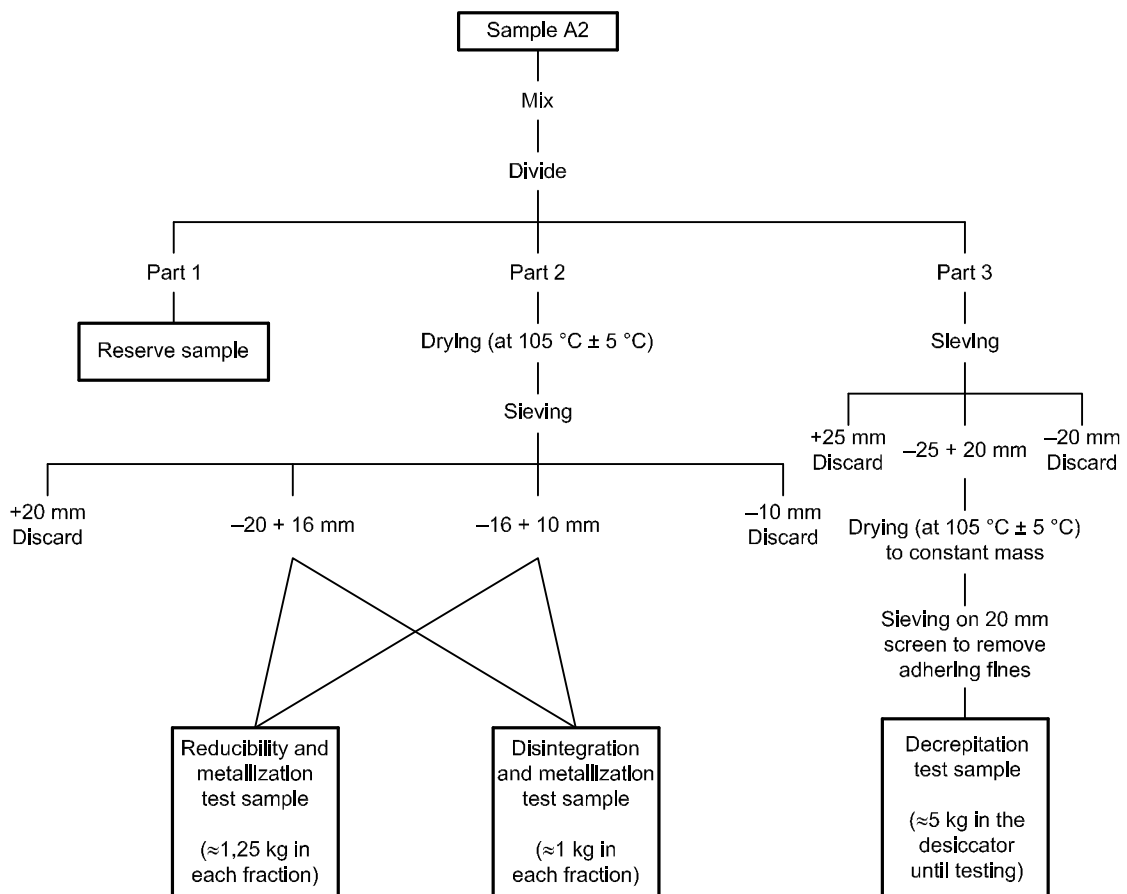 Sample A2
Mix
Divide
Part 1
Part 2
Part 3
Reserve sample
Drying (at 105 °C ± 5 °C)
Sieving
Sieving
+25 mm
Discard
–25 + 20 mm
–20 mm
Discard
+20 mm
Discard
–20 + 16 mm
–16 + 10 mm
–10 mm
Discard
Drying (at 105 °C ± 5 °C)
to constant mass
Sieving on 20 mm
screen to remove
adhering fines
Reducibility and
metallization
test sample
(≈1,25 kg in
each fraction)
Disintegration
and metallization
test sample
(≈1 kg in
each fraction)
Decrepitation
test sample
(≈5 kg in the
desiccator
until testing)